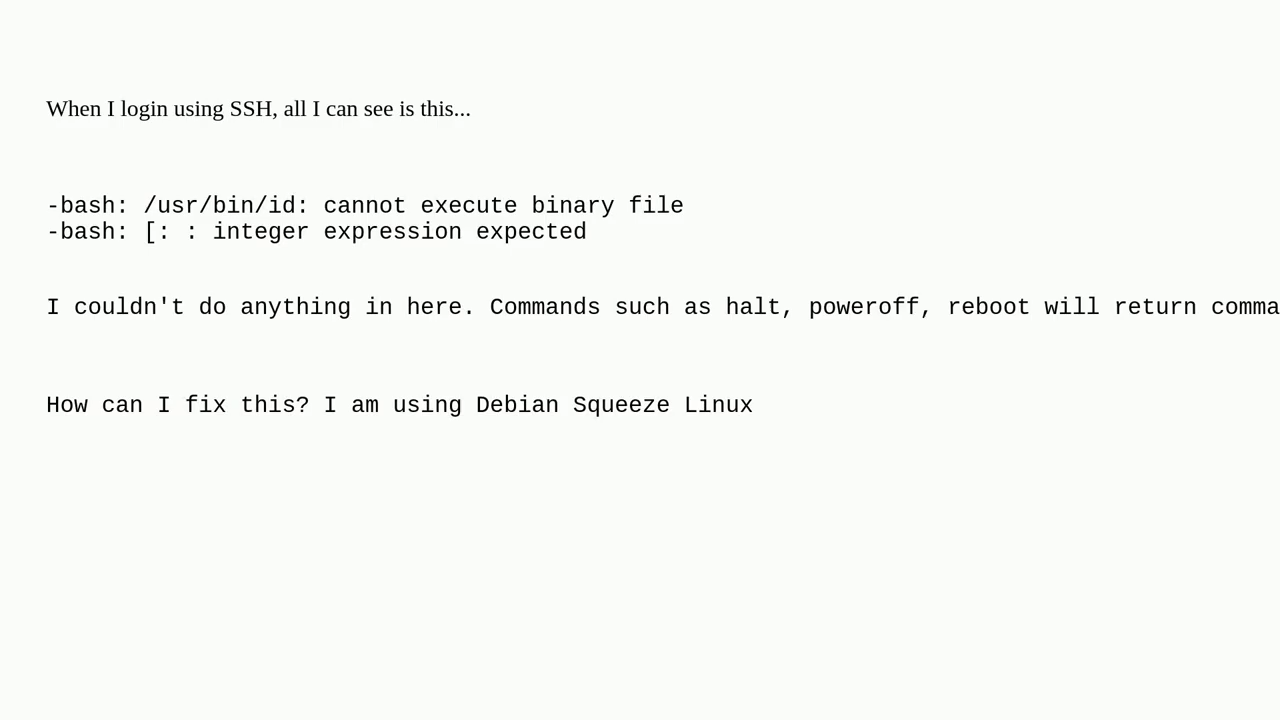 When I login using SSH, all I can see is this...
-bash: /usr/bin/id: cannot execute binary file
-bash: [: : integer expression expected
I couldn't do anything in here. Commands such as halt, poweroff, reboot will return
How can I fix this? I am using Debian Squeeze Linux